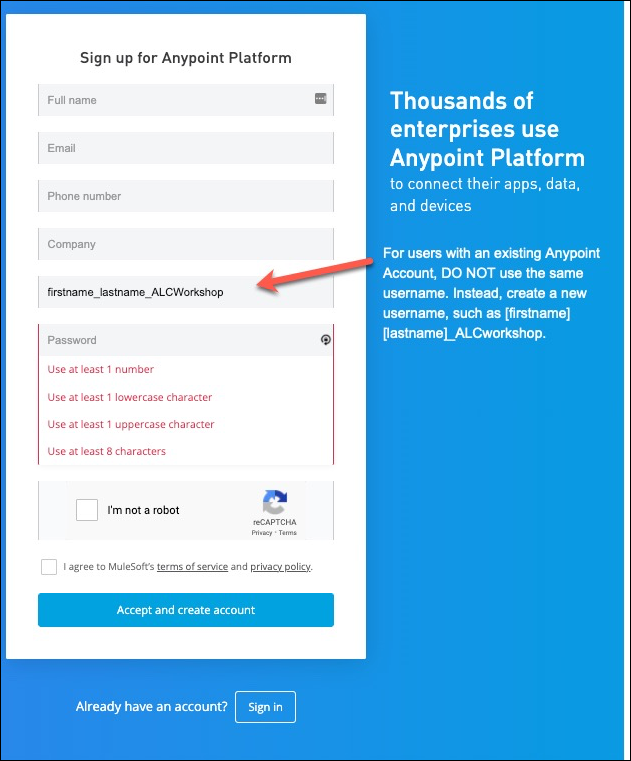 Sign up for Anypoint Platform
Full name
Email
Phone number
Company
firstname_lastname_ALCWorkshop
Password
Use at least 1 number
Use at least 1 lowercase character
Use at least 1 uppercase character
Use at least 8 characters
I'm not a robot
reCAPTCHA
Privacy - Terms
I agree to MuleSoft's terms of service and privacy policy.
Accept and create account
Already have an account?
Sign in
Thousands of
enterprises use
Anypoint Platform
to connect their apps, data,
and devices
For users with an existing Anypoint
Account, DO NOT use the same
username. Instead, create a new
username, such as [firstname]
[lastname]_ALCworkshop.